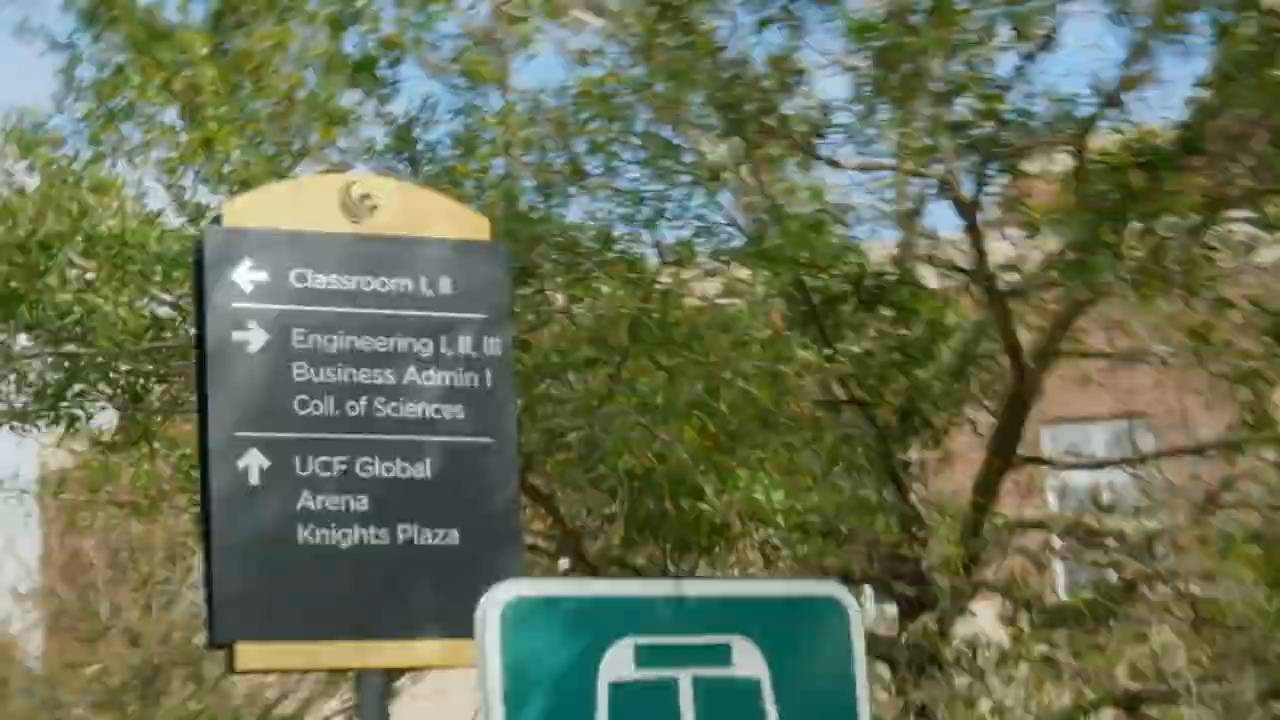 Classroom I, II
Engineering I, II, III
Business Admin I
Coll. of Sciences
UCF Global
Arena
Knights Plaza